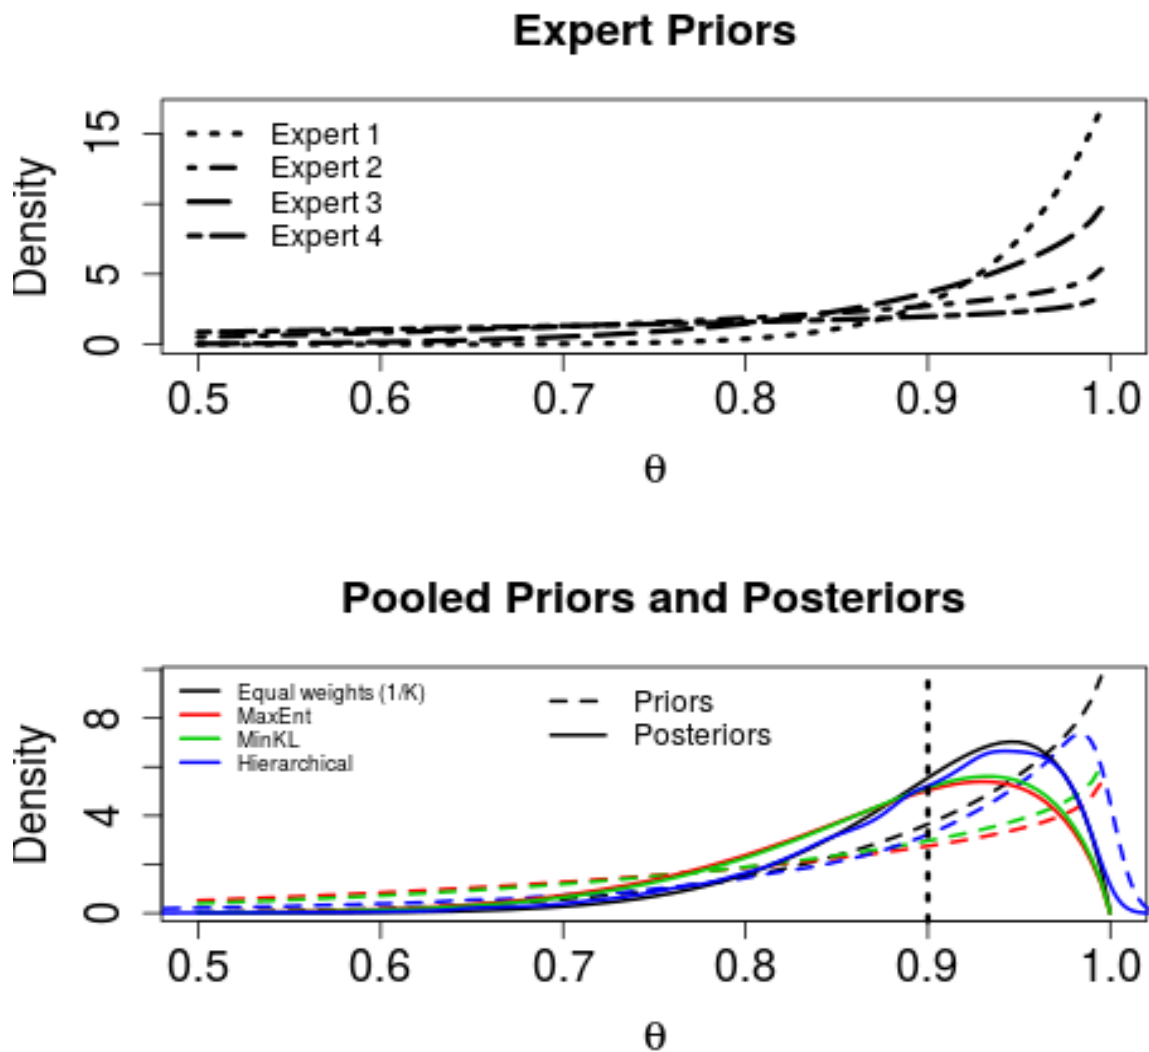 Expert Priors
Density
15
5
0
Expert 1
Expert 2
Expert 3
Expert 4
0.5 0.6 0.7 0.8 0.9 1.0
θ
Pooled Priors and Posteriors
Density
8
4
0
Equal weights (1/K)
MaxEnt
MinKL
Hierarchical
Priors
Posteriors
0.5 0.6 0.7 0.8 0.9 1.0
θ